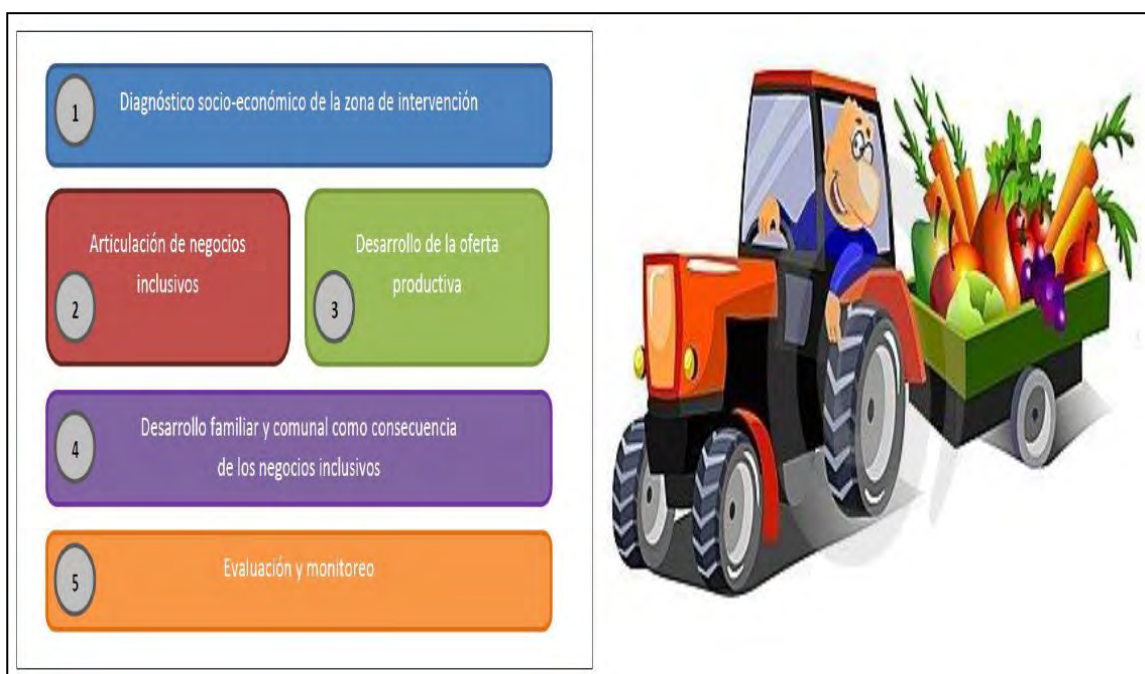 1
Diagnóstico socio-económico de la zona de intervención
Articulación de negocios
inclusivos
2
Desarrollo de la oferta
productiva
3
Desarrollo familiar y comunal como consecuencia
de los negocios inclusivos
4
Evaluación y monitoreo
5